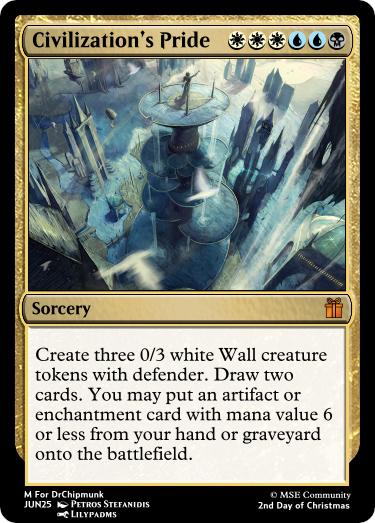 Civilization's Pride
Sorcery
Create three 0/3 white Wall creature
tokens with defender. Draw two
cards. You may put an artifact or
enchantment card with mana value 6
or less from your hand or graveyard
onto the battlefield.
M For DrChipmunk
JUN25 Petros Stefanidis
Lilypadms
© MSE Community
2nd Day of Christmas